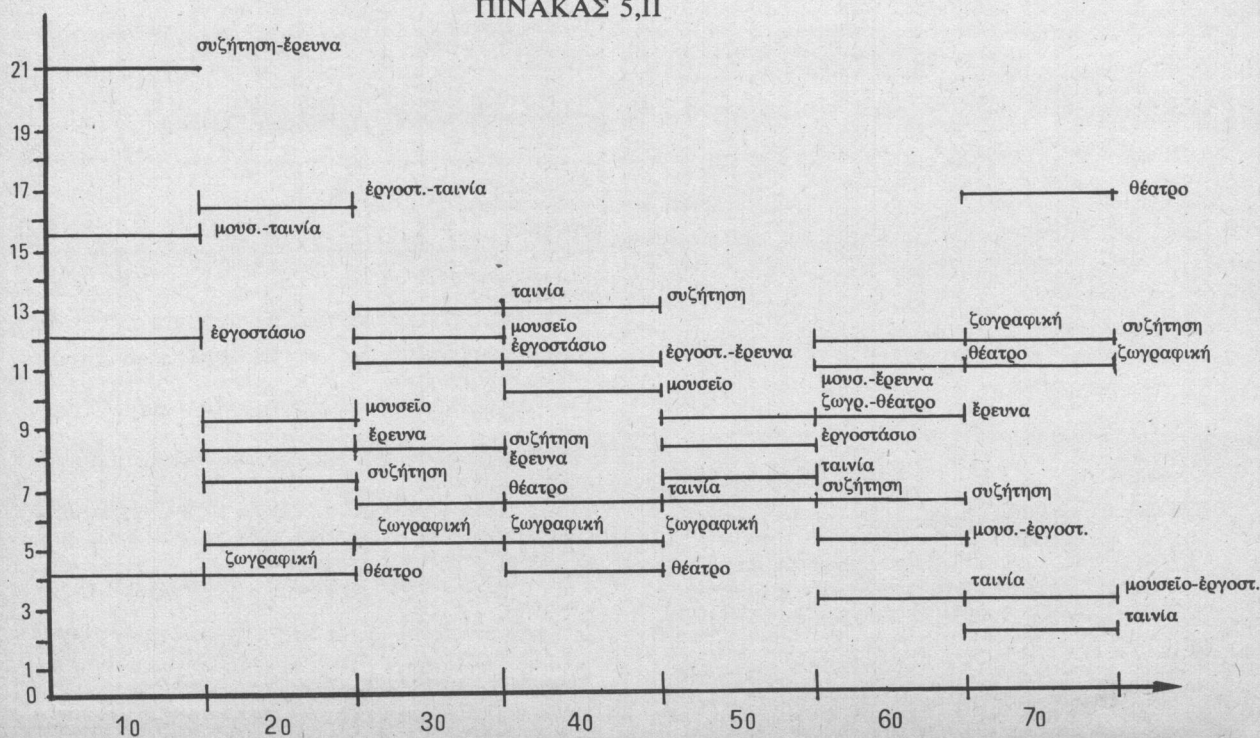 ΠΙΝΑΚΑΣ 5,ΙΙ
συζήτηση-ἔρευνα
21
19
17
ἐργοστ.-ταινία
θέατρο
μουσ.-ταινία
15
13
ταινία
συζήτηση
ἐργοστάσιο
μουσεῖο
ἐργοστάσιο
ἐργοστ.-ἔρευνα
ζωγραφική
συζήτηση
θέατρο
ζωγραφική
11
μουσεῖο
μουσ.-ἔρευνα
ζωγρ.-θέατρο
ἔρευνα
μουσεῖο
9
ἔρευνα
συζήτηση
ἔρευνα
ἐργοστάσιο
συζήτηση
ταινία
7
θέατρο
ταινία
συζήτηση
συζήτηση
ζωγραφική
ζωγραφική
ζωγραφική
μουσ.-ἐργοστ.
5
ζωγραφική
θέατρο
θέατρο
ταινία
μουσεῖο-ἐργοστ.
3
ταινία
1
0
10 20 30 40 50 60 70